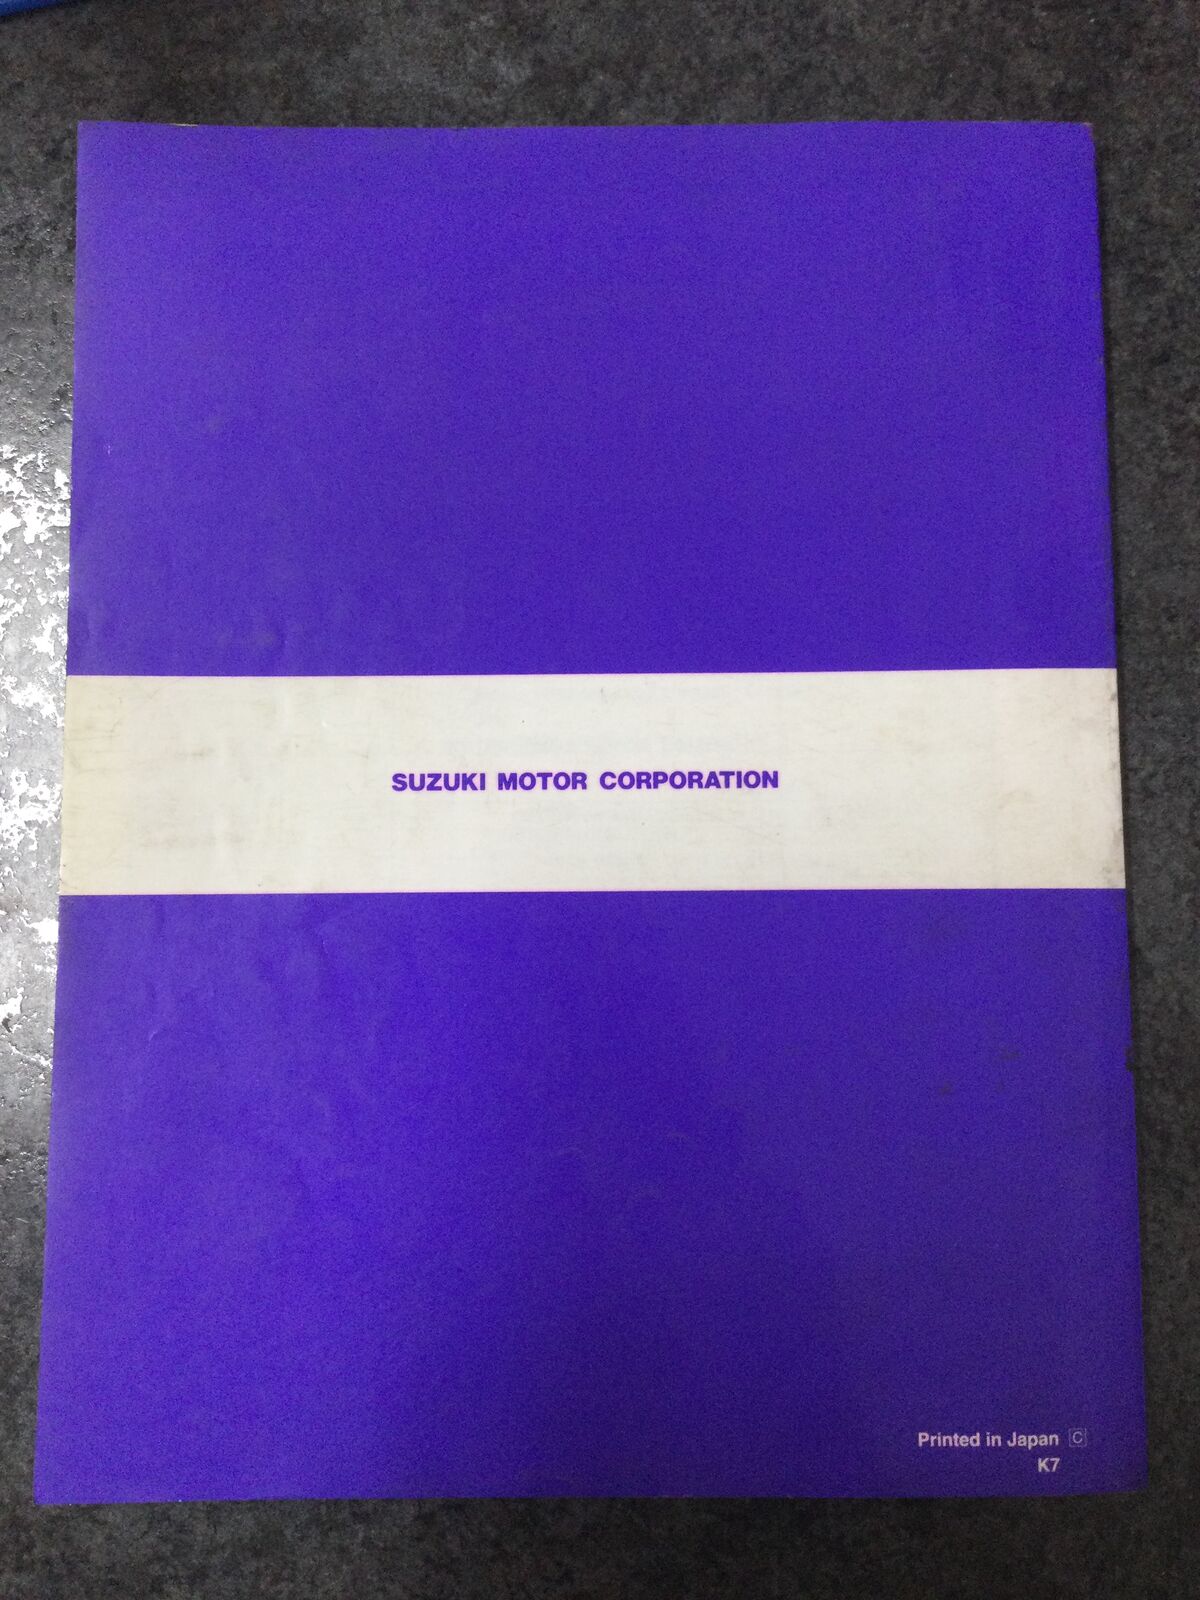 SUZUKI MOTOR CORPORATION
Printed in Japan C
K7